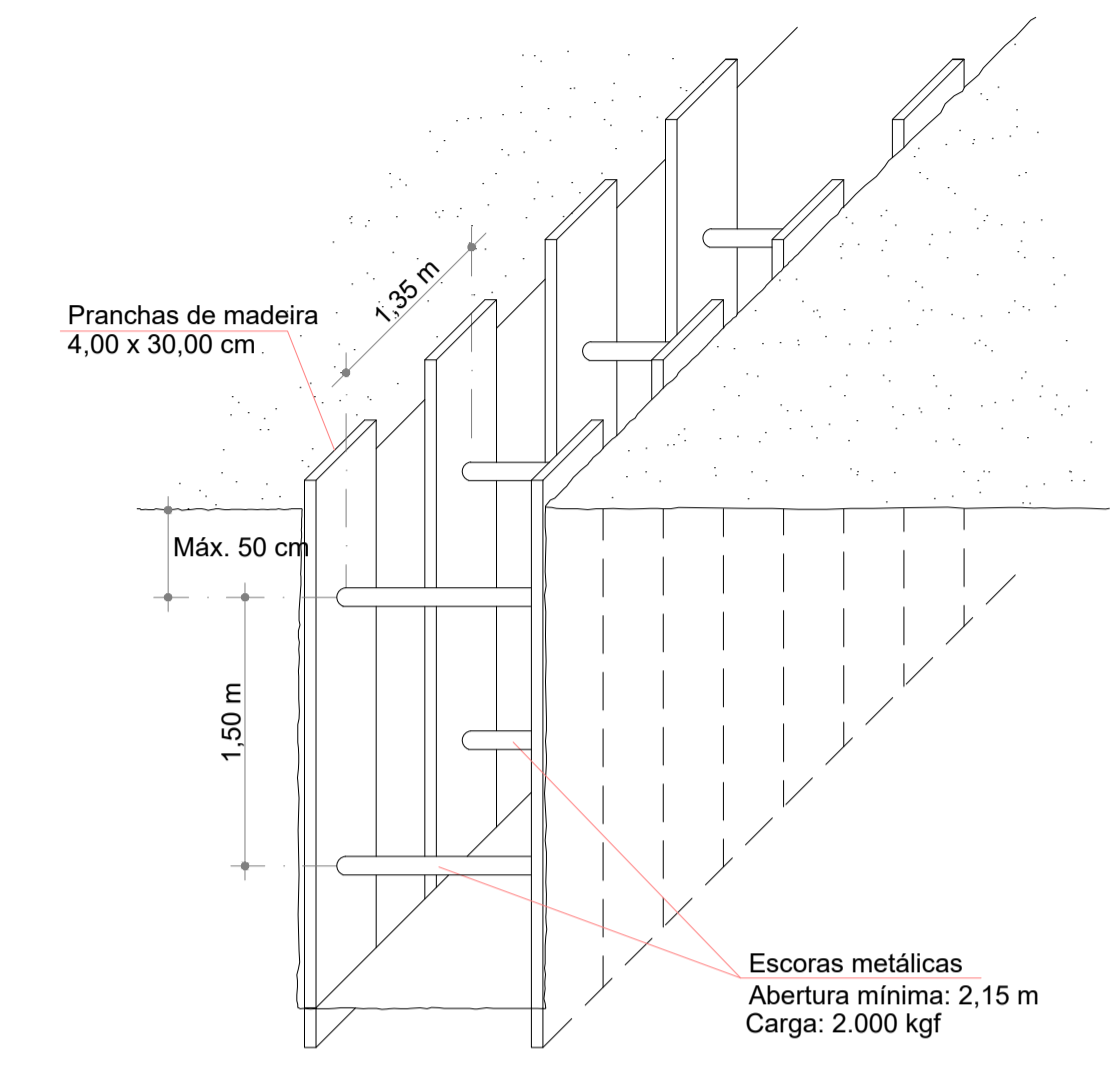 1,35 m
Pranchas de madeira
4,00 x 30,00 cm
Máx. 50 cm
1,50 m
Escoras metálicas
Abertura mínima: 2,15 m
Carga: 2.000 kgf